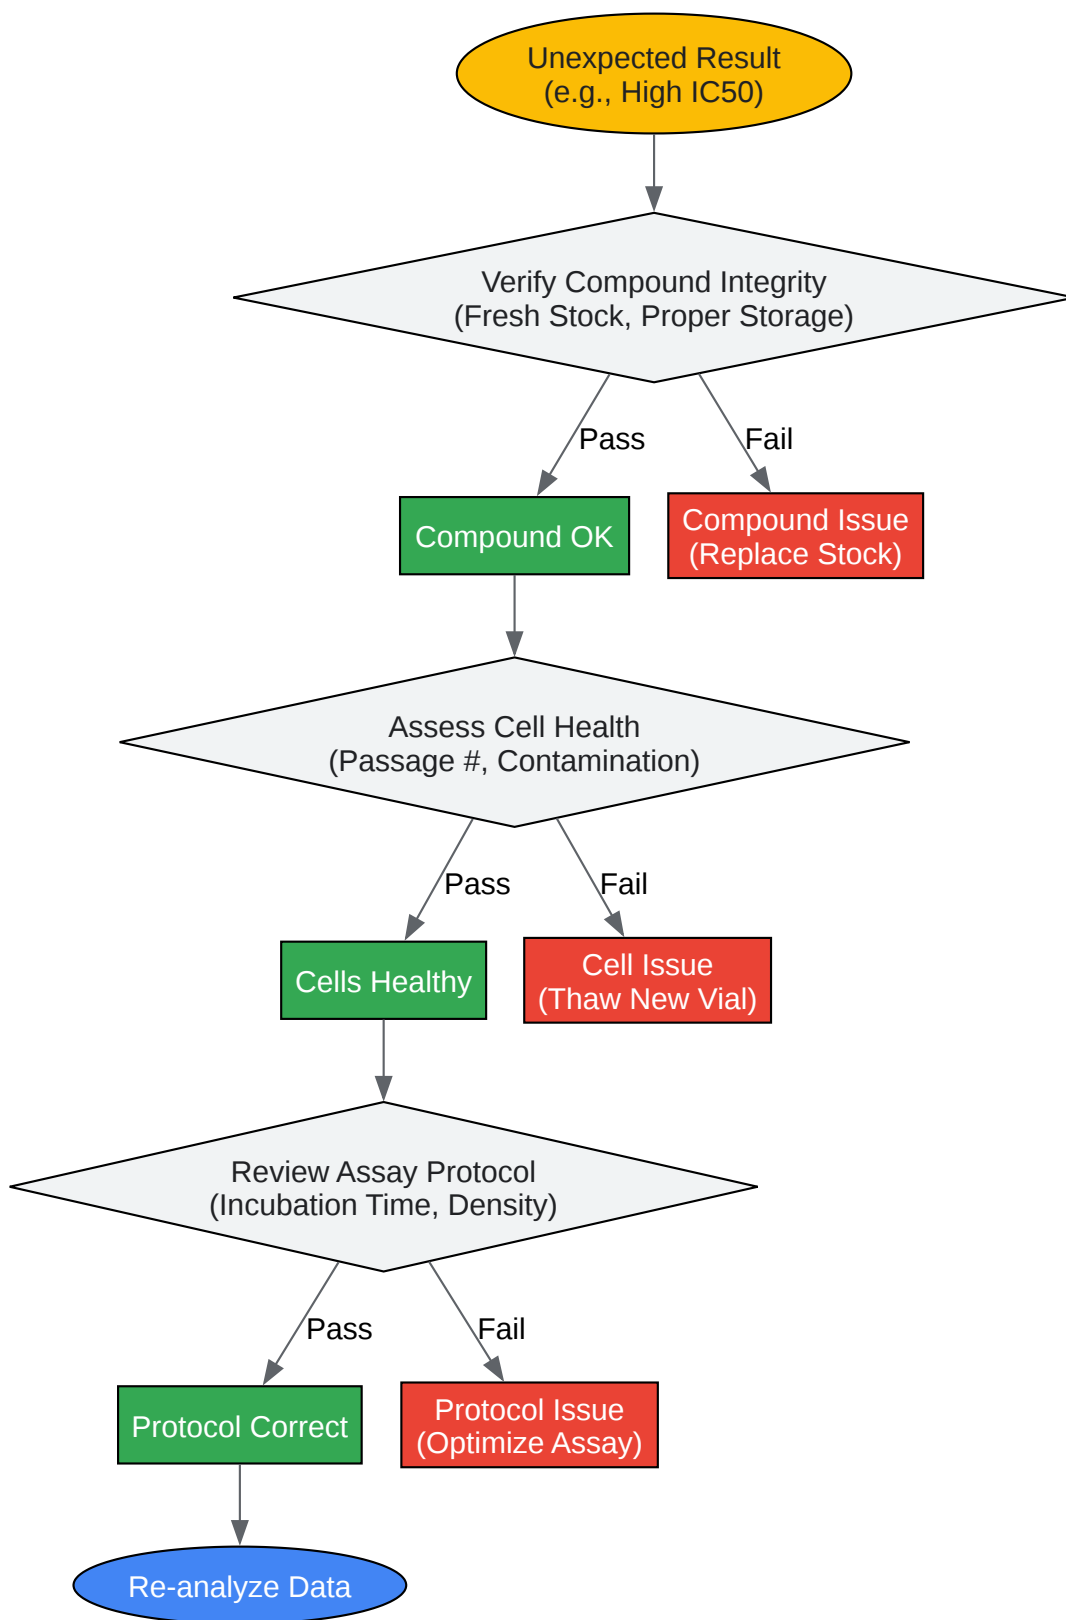 Unexpected Result
(e.g., High IC50)
Verify Compound Integrity
(Fresh Stock, Proper Storage)
Pass
Fail
Compound OK
Compound Issue
(Replace Stock)
Assess Cell Health
(Passage #, Contamination)
Pass
Fail
Cells Healthy
Cell Issue
(Thaw New Vial)
Review Assay Protocol
(Incubation Time, Density)
Pass
Fail
Protocol Correct
Protocol Issue
(Optimize Assay)
Re-analyze Data